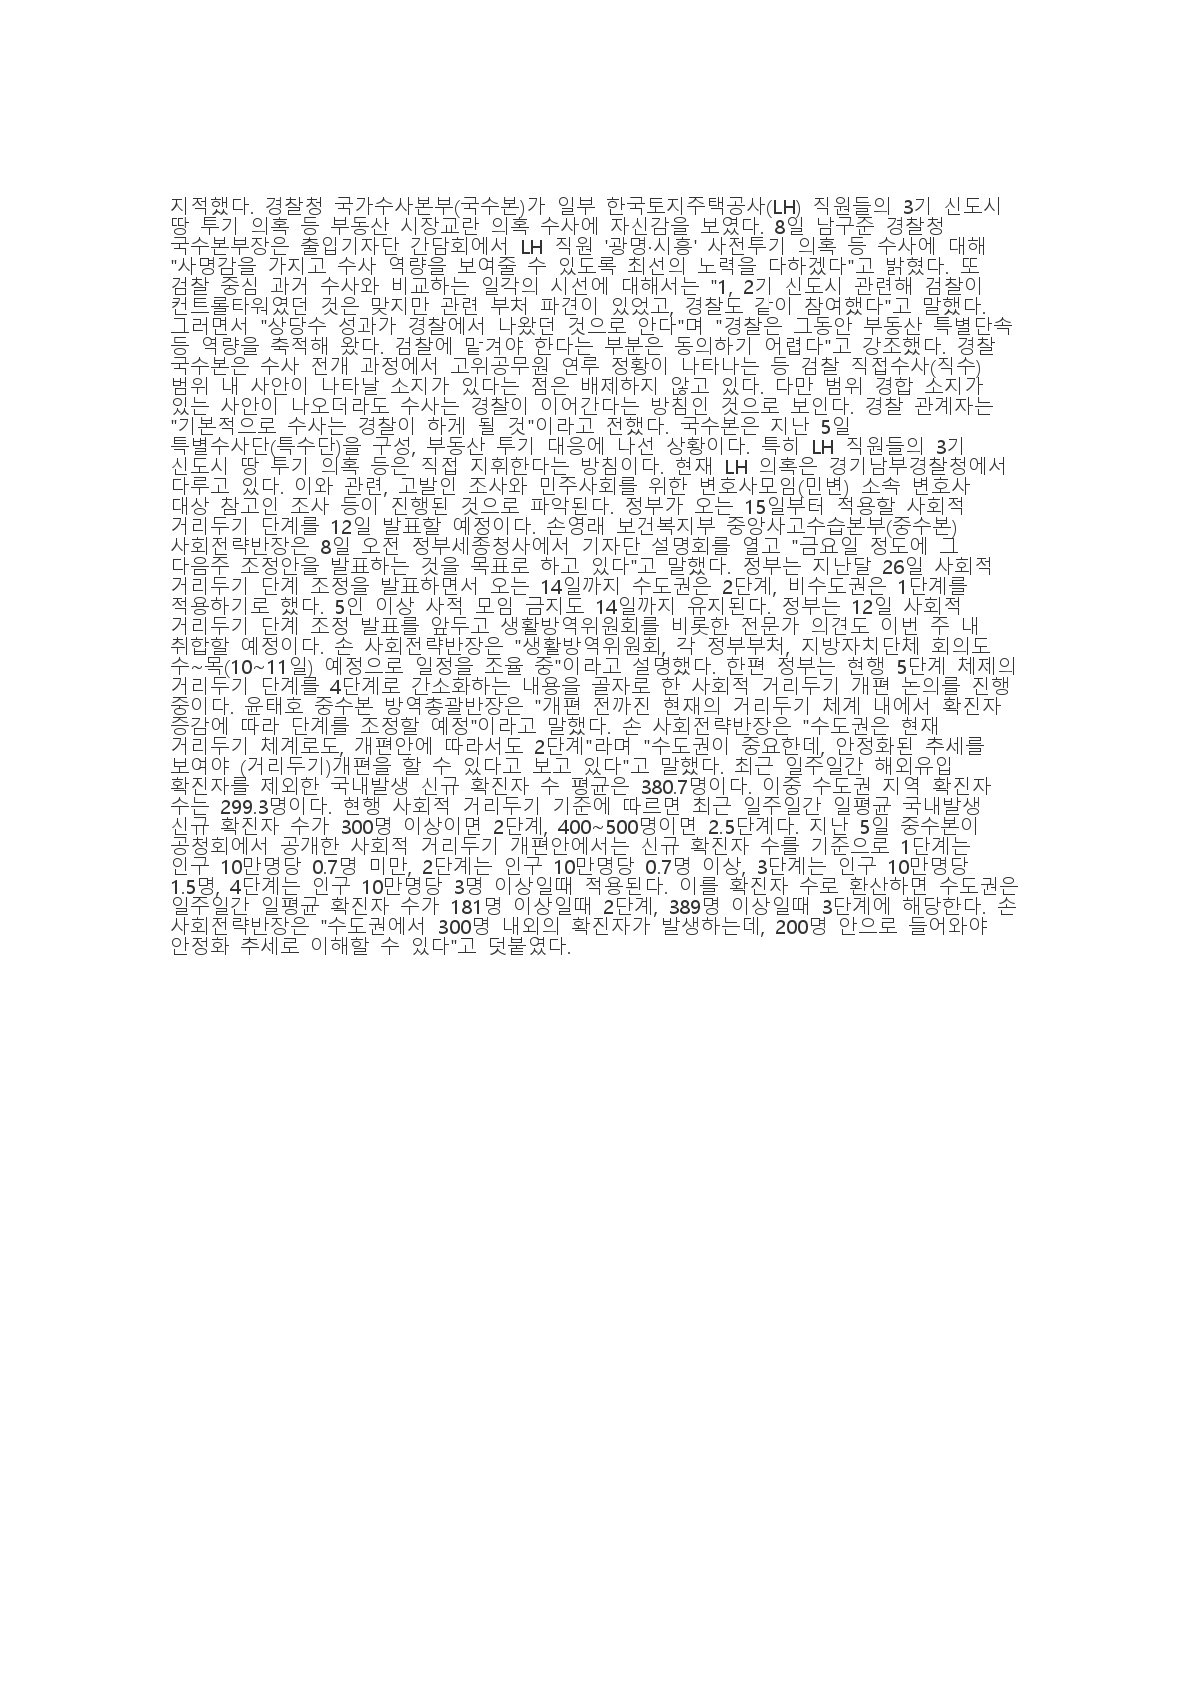 지적했다. 경찰청 국가수사본부(국수본)가 일부 한국토지주택공사(LH) 직원들의 3기 신도시
땅 투기 의혹 등 부동산 시장교란 의혹 수사에 자신감을 보였다. 8일 남구준 경찰청
국수본부장은 출입기자단 간담회에서 LH 직원 '광명·시흥' 사전투기 의혹 등 수사에 대해
"사명감을 가지고 수사 역량을 보여줄 수 있도록 최선의 노력을 다하겠다"고 밝혔다. 또
검찰 중심 과거 수사와 비교하는 일각의 시선에 대해서는 "1, 2기 신도시 관련해 검찰이
컨트롤타워였던 것은 맞지만 관련 부처 파견이 있었고, 경찰도 같이 참여했다"고 말했다.
그러면서 "상당수 성과가 경찰에서 나왔던 것으로 안다"며 "경찰은 그동안 부동산 특별단속
등 역량을 축적해 왔다. 검찰에 맡겨야 한다는 부분은 동의하기 어렵다"고 강조했다. 경찰
국수본은 수사 전개 과정에서 고위공무원 연루 정황이 나타나는 등 검찰 직접수사(직수)
범위 내 사안이 나타날 소지가 있다는 점은 배제하지 않고 있다. 다만 범위 경합 소지가
있는 사안이 나오더라도 수사는 경찰이 이어간다는 방침인 것으로 보인다. 경찰 관계자는
"기본적으로 수사는 경찰이 하게 될 것"이라고 전했다. 국수본은 지난 5일
특별수사단(특수단)을 구성, 부동산 투기 대응에 나선 상황이다. 특히 LH 직원들의 3기
신도시 땅 투기 의혹 등은 직접 지휘한다는 방침이다. 현재 LH 의혹은 경기남부경찰청에서
다루고 있다. 이와 관련, 고발인 조사와 민주사회를 위한 변호사모임(민변) 소속 변호사
대상 참고인 조사 등이 진행된 것으로 파악된다. 정부가 오는 15일부터 적용할 사회적
거리두기 단계를 12일 발표할 예정이다. 손영래 보건복지부 중앙사고수습본부(중수본)
사회전략반장은 8일 오전 정부세종청사에서 기자단 설명회를 열고 "금요일 정도에 그
다음주 조정안을 발표하는 것을 목표로 하고 있다"고 말했다. 정부는 지난달 26일 사회적
거리두기 단계 조정을 발표하면서 오는 14일까지 수도권은 2단계, 비수도권은 1단계를
적용하기로 했다. 5인 이상 사적 모임 금지도 14일까지 유지된다. 정부는 12일 사회적
거리두기 단계 조정 발표를 앞두고 생활방역위원회를 비롯한 전문가 의견도 이번 주 내
취합할 예정이다. 손 사회전략반장은 "생활방역위원회, 각 정부부처, 지방자치단체 회의도
수~목(10~11일) 예정으로 일정을 조율 중"이라고 설명했다. 한편 정부는 현행 5단계 체제의
거리두기 단계를 4단계로 간소화하는 내용을 골자로 한 사회적 거리두기 개편 논의를 진행
중이다. 윤태호 중수본 방역총괄반장은 "개편 전까진 현재의 거리두기 체계 내에서 확진자
증감에 따라 단계를 조정할 예정"이라고 말했다. 손 사회전략반장은 "수도권은 현재
거리두기 체계로도, 개편안에 따라서도 2단계"라며 "수도권이 중요한데, 안정화된 추세를
보여야 (거리두기)개편을 할 수 있다고 보고 있다"고 말했다. 최근 일주일간 해외유입
확진자를 제외한 국내발생 신규 확진자 수 평균은 380.7명이다. 이중 수도권 지역 확진자
수는 299.3명이다. 현행 사회적 거리두기 기준에 따르면 최근 일주일간 일평균 국내발생
신규 확진자 수가 300명 이상이면 2단계, 400~500명이면 2.5단계다. 지난 5일 중수본이
공청회에서 공개한 사회적 거리두기 개편안에서는 신규 확진자 수를 기준으로 1단계는
인구 10만명당 0.7명 미만, 2단계는 인구 10만명당 0.7명 이상, 3단계는 인구 10만명당
1.5명, 4단계는 인구 10만명당 3명 이상일때 적용된다. 이를 확진자 수로 환산하면 수도권은
일주일간 일평균 확진자 수가 181명 이상일때 2단계, 389명 이상일때 3단계에 해당한다. 손
사회전략반장은 "수도권에서 300명 내외의 확진자가 발생하는데, 200명 안으로 들어와야
안정화 추세로 이해할 수 있다"고 덧붙였다.